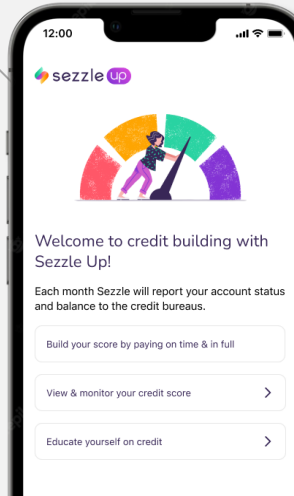 12:00
sezzle up
Welcome to credit building with
Sezzle Up!
Each month Sezzle will report your account status
and balance to the credit bureaus.
Build your score by paying on time & in full
View & monitor your credit score
Educate yourself on credit